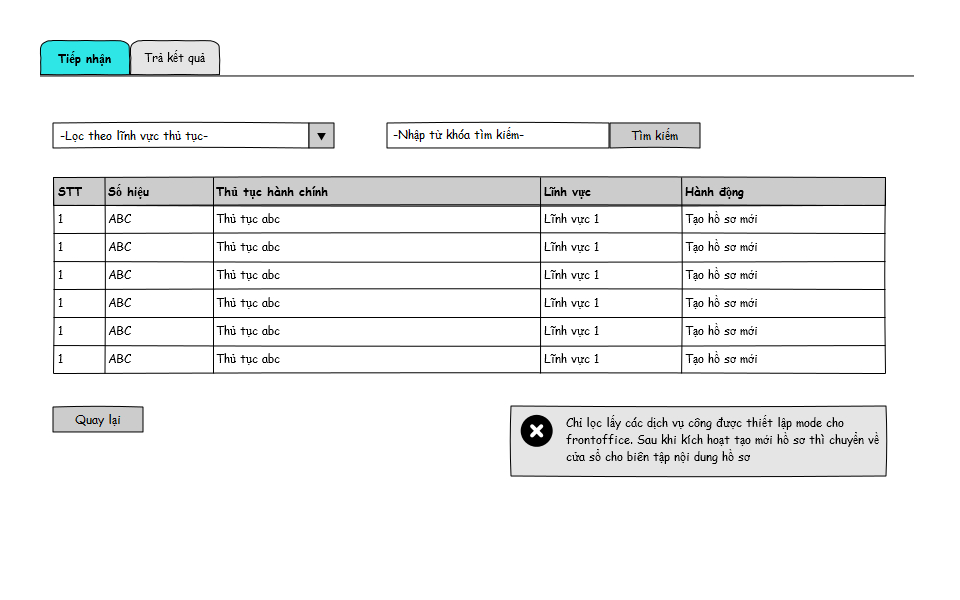 Tiếp nhận Trả kết quả
-Lọc theo lĩnh vực thủ tục- -Nhập từ khóa tìm kiếm- Tìm kiếm
STT Số hiệu Thủ tục hành chính Lĩnh vực Hành động
1 ABC Thủ tục abc Lĩnh vực 1 Tạo hồ sơ mới
1 ABC Thủ tục abc Lĩnh vực 1 Tạo hồ sơ mới
1 ABC Thủ tục abc Lĩnh vực 1 Tạo hồ sơ mới
1 ABC Thủ tục abc Lĩnh vực 1 Tạo hồ sơ mới
1 ABC Thủ tục abc Lĩnh vực 1 Tạo hồ sơ mới
1 ABC Thủ tục abc Lĩnh vực 1 Tạo hồ sơ mới
Quay lại
Chỉ lọc lấy các dịch vụ công được thiết lập mode cho
frontoffice. Sau khi kích hoạt tạo mới hồ sơ thì chuyển về
cửa sổ cho biên tập nội dung hồ sơ